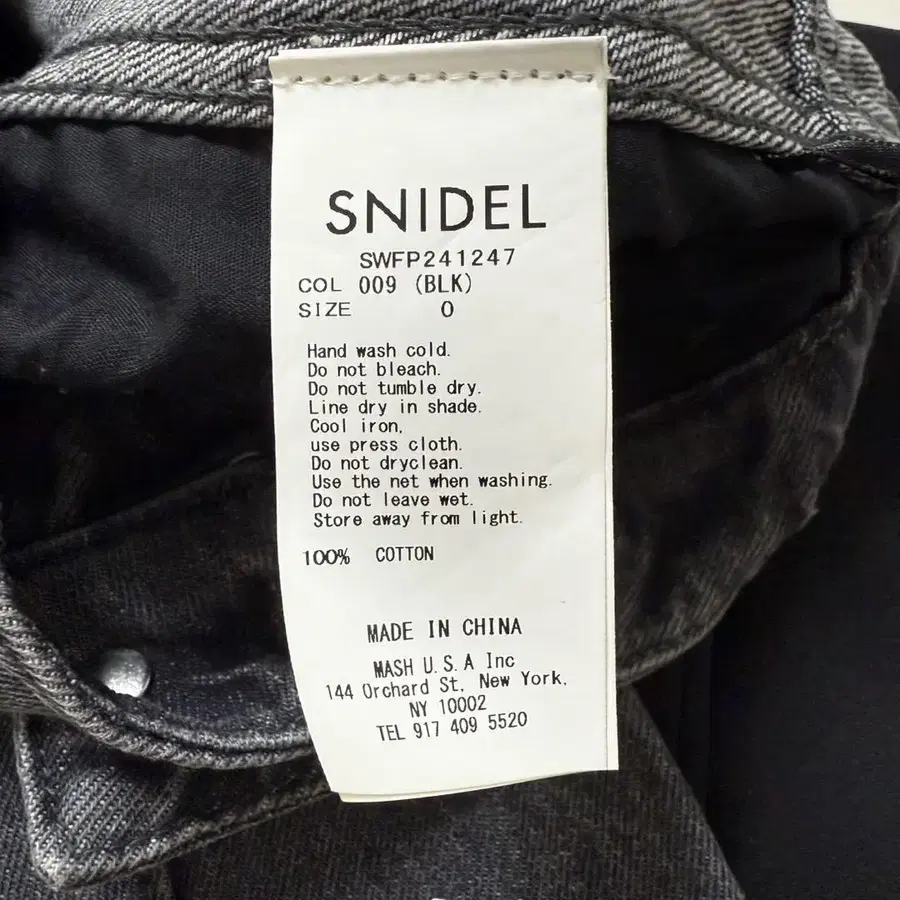 SNIDEL
SWFP241247
COL 009 (BLK)
SIZE 0
Hand wash cold.
Do not bleach.
Do not tumble dry.
Line dry in shade.
Cool iron,
use press cloth.
Do not dryclean.
Use the net when washing.
Do not leave wet.
Store away from light.
100% COTTON
MADE IN CHINA
MASH U.S.A Inc
144 Orchard St, New York,
NY 10002
TEL 917 409 5520